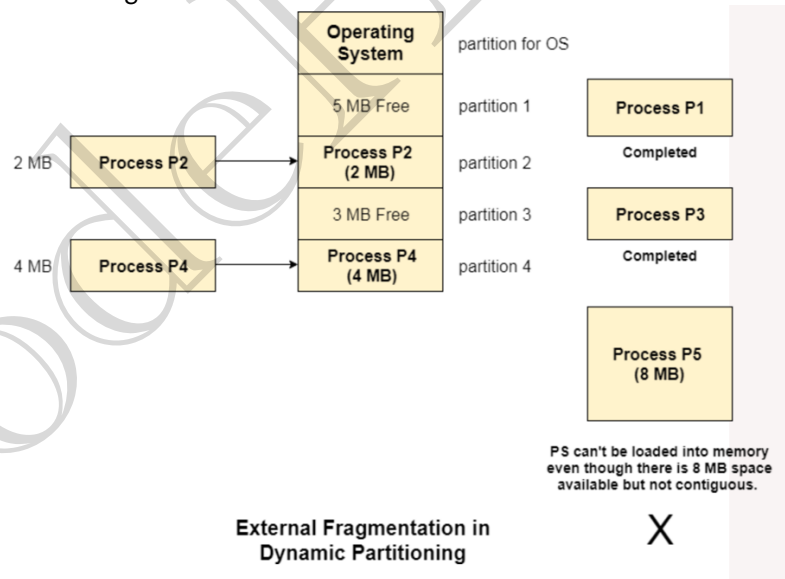 Operating
System
partition for OS
5 MB Free
partition 1
Process P1
Completed
2 MB
Process P2
Process P2
(2 MB)
partition 2
3 MB Free
partition 3
Process P3
Completed
4 MB
Process P4
Process P4
(4 MB)
partition 4
Process P5
(8 MB)
PS can't be loaded into memory
even though there is 8 MB space
available but not contiguous.
X
External Fragmentation in
Dynamic Partitioning